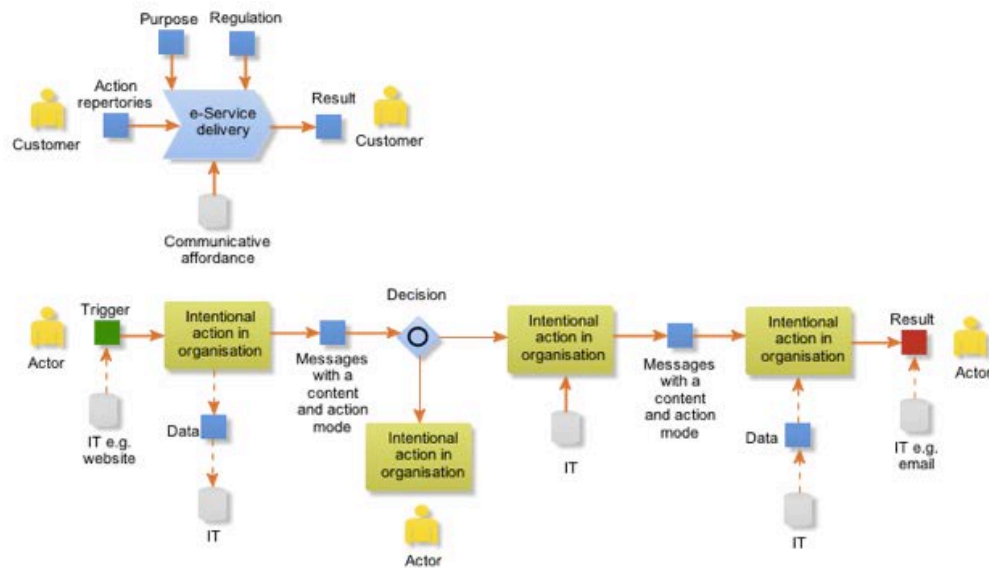 Purpose
Regulation
Action
repertories
e-Service
delivery
Result
Customer
Customer
Communicative
affordance
Decision
Trigger
Intentional
action in
organisation
Intentional
action in
organisation
Intentional
action in
organisation
Result
Actor
Messages
with a
content
and action
mode
Messages
with a
content
and action
mode
Actor
IT e.g.
website
Data
Intentional
action in
organisation
IT
Data
IT e.g.
email
IT
Actor
IT